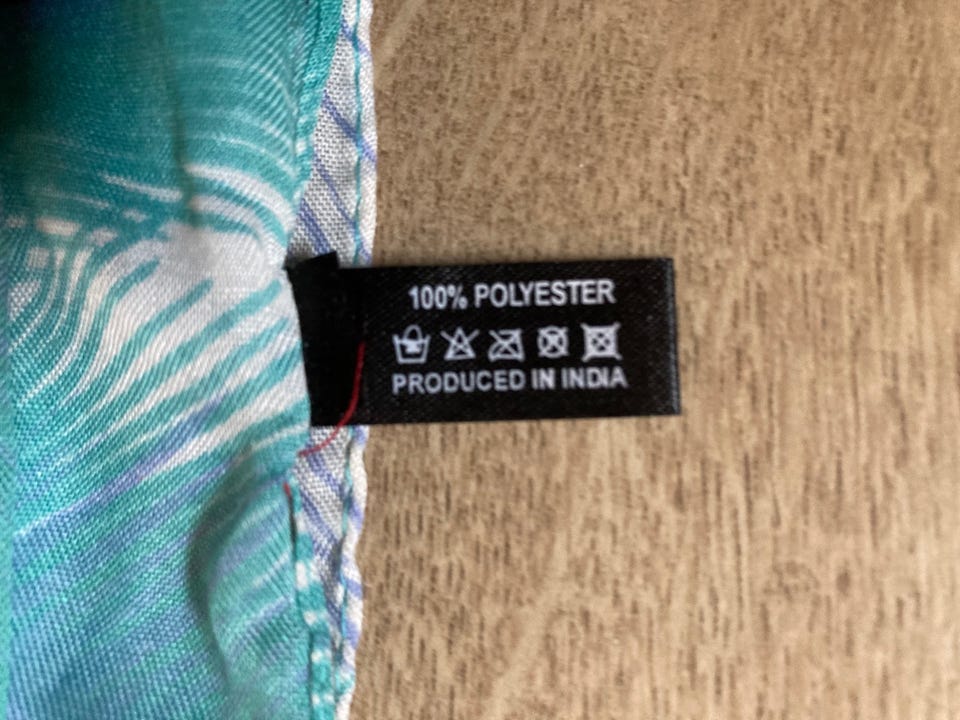 100% POLYESTER
PRODUCED IN INDIA